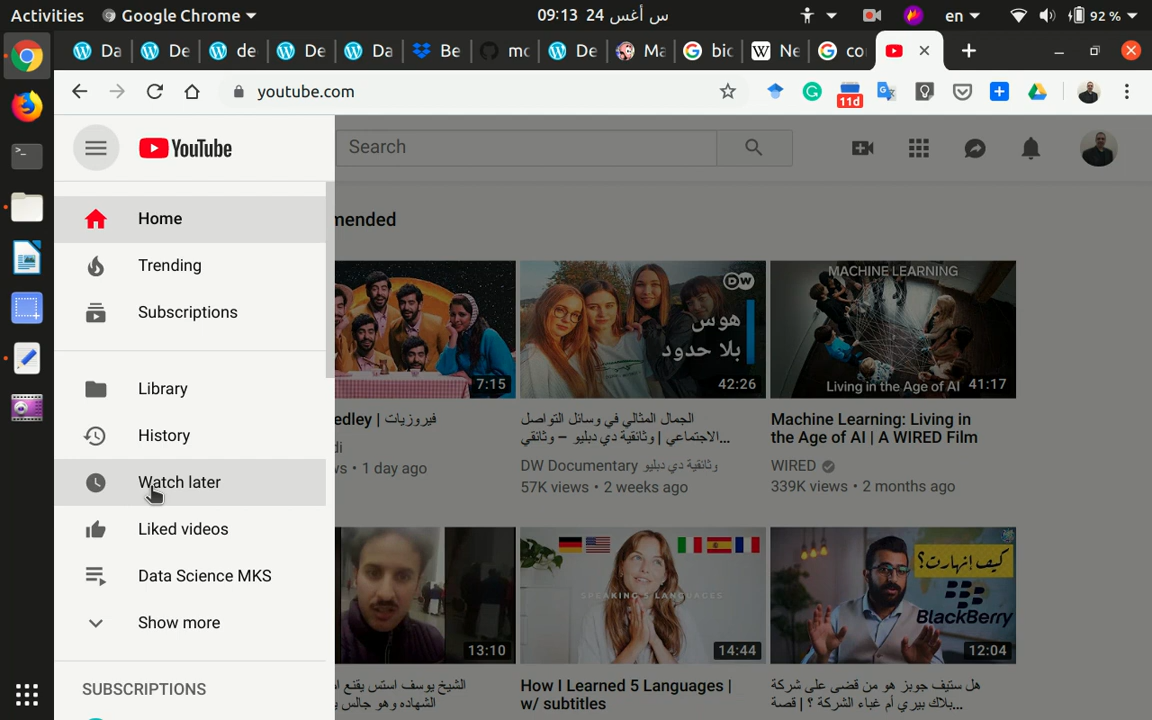 Activities
Google Chrome
س أغس 24 09:13
en
92 %
Da
De
de
De
Da
Be
mc
De
Ma
bic
Ne
co
youtube.com
11d
YouTube
Search
Home
Trending
Subscriptions
Library
History
Watch later
Liked videos
Data Science MKS
Show more
SUBSCRIPTIONS
mended
7:15
edley | فيروزيات
di
ws • 1 day ago
DW
هوس
بلا حدود
42:26
الجمال المثالي في وسائل التواصل
الاجتماعي | وثائقية دي دبليو – وثائقي...
DW Documentary وثائقية دي دبليو
57K views • 2 weeks ago
MACHINE LEARNING
Living in the Age of AI
41:17
Machine Learning: Living in
the Age of AI | A WIRED Film
WIRED
339K views • 2 months ago
13:10
الشيخ يوسف استس يقنع
الشهاده وهو جالس
SPEAKING 5 LANGUAGES
14:44
How I Learned 5 Languages |
w/ subtitles
كيف إنهارت؟
BlackBerry
12:04
هل ستيف جوبز هو من قضى على شركة
بلاك بيري أم غباء الشركة ؟ | قصة...